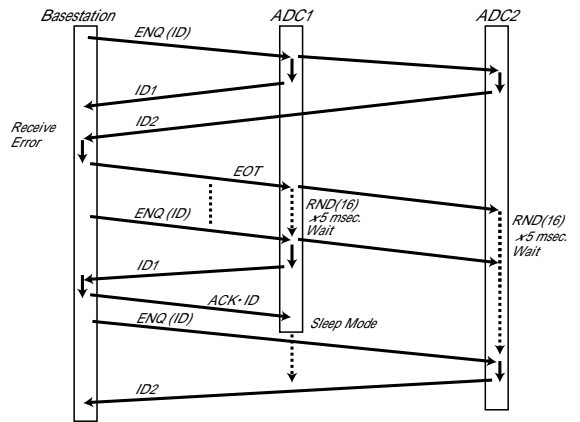 Basestation ADC1 ADC2
ENQ (ID)
ID1
ID2
Receive
Error
EOT
RND(16)
x5 msec.
Wait
RND(16)
x5 msec.
Wait
ENQ (ID)
ID1
ACK·ID
Sleep Mode
ENQ (ID)
ID2